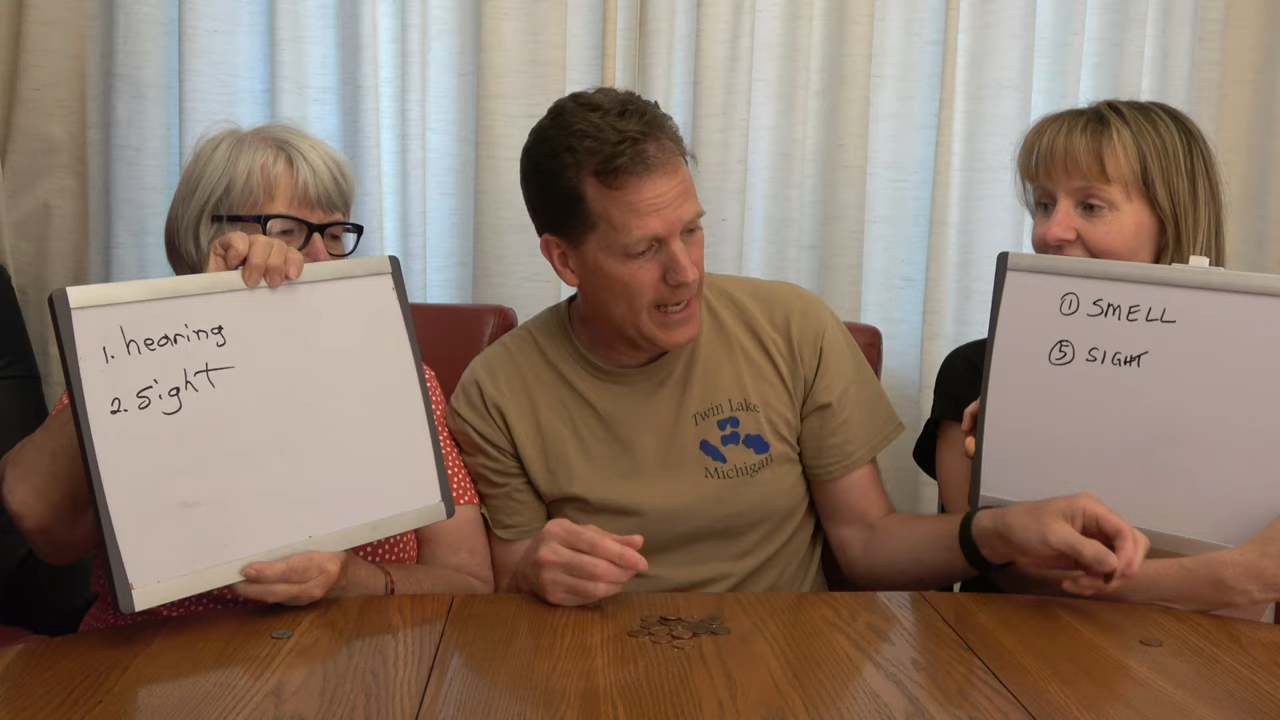 1. hearing
2. Sight
Twin Lake
Michigan
① SMELL
⑤ SIGHT